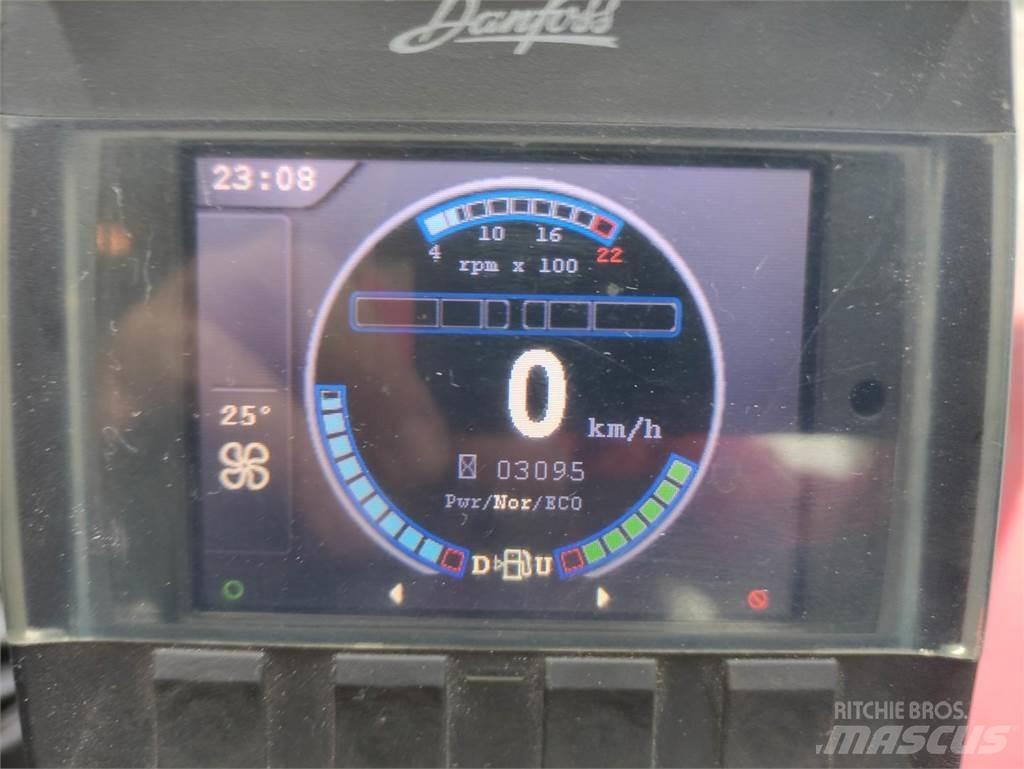 Danfoss
23:08
4 10 16 22
rpm x 100
0 km/h
25°
03095
Pwr/Nor/ECO
D U
RITCHIE BROS.
MASCUS